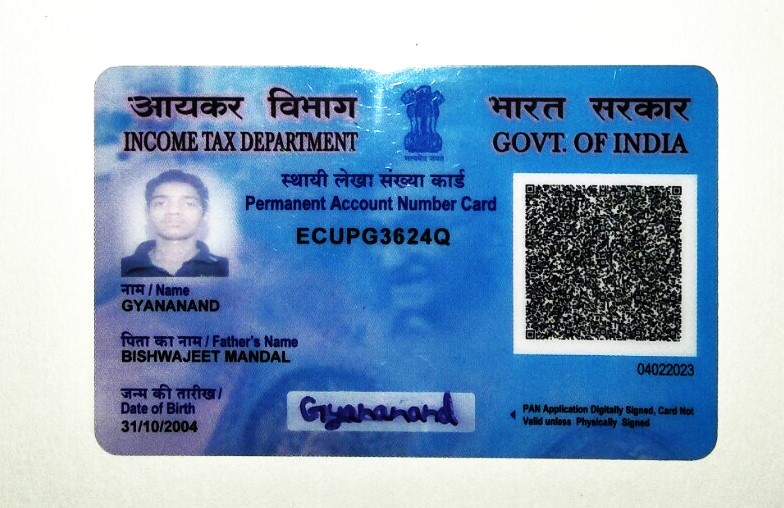 आयकर विभाग
INCOME TAX DEPARTMENT
सत्यमेव जयते
भारत सरकार
GOVT. OF INDIA
स्थायी लेखा संख्या कार्ड
Permanent Account Number Card
ECUPG3624Q
नाम / Name
GYANANAND
पिता का नाम / Father's Name
BISHWAJEET MANDAL
जन्म की तारीख /
Date of Birth
31/10/2004
Gyananand
04022023
PAN Application Digitally Signed, Card Not
Valid unless Physically Signed